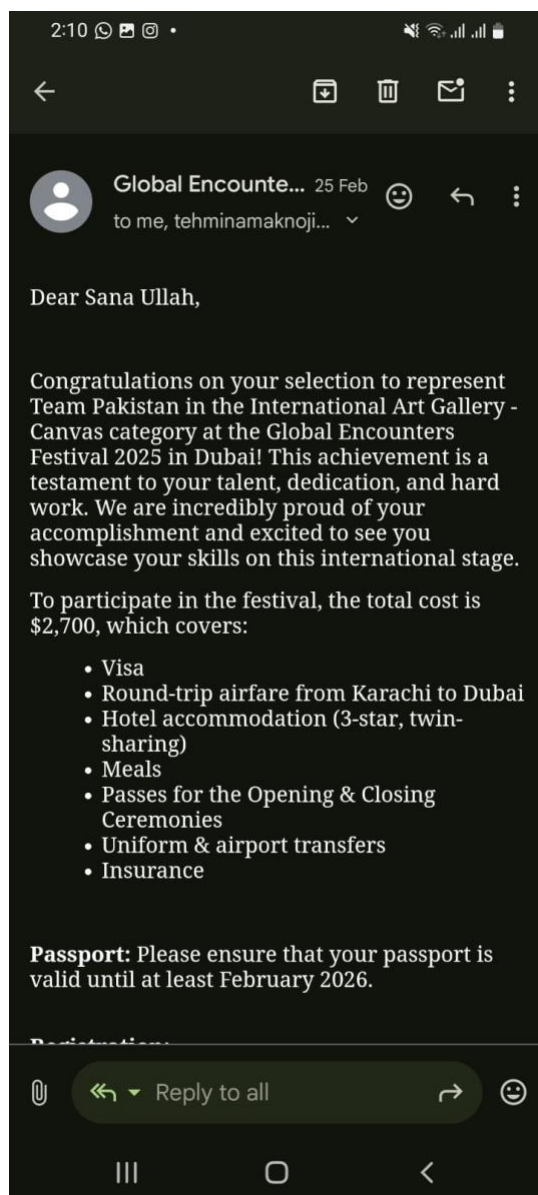 2:10
Global Encounte... 25 Feb
to me, tehminamaknoji...
Dear Sana Ullah,
Congratulations on your selection to represent
Team Pakistan in the International Art Gallery -
Canvas category at the Global Encounters
Festival 2025 in Dubai! This achievement is a
testament to your talent, dedication, and hard
work. We are incredibly proud of your
accomplishment and excited to see you
showcase your skills on this international stage.
To participate in the festival, the total cost is
$2,700, which covers:
• Visa
• Round-trip airfare from Karachi to Dubai
• Hotel accommodation (3-star, twin-
sharing)
• Meals
• Passes for the Opening & Closing
Ceremonies
• Uniform & airport transfers
• Insurance
Passport: Please ensure that your passport is
valid until at least February 2026.
Registration:
Reply to all